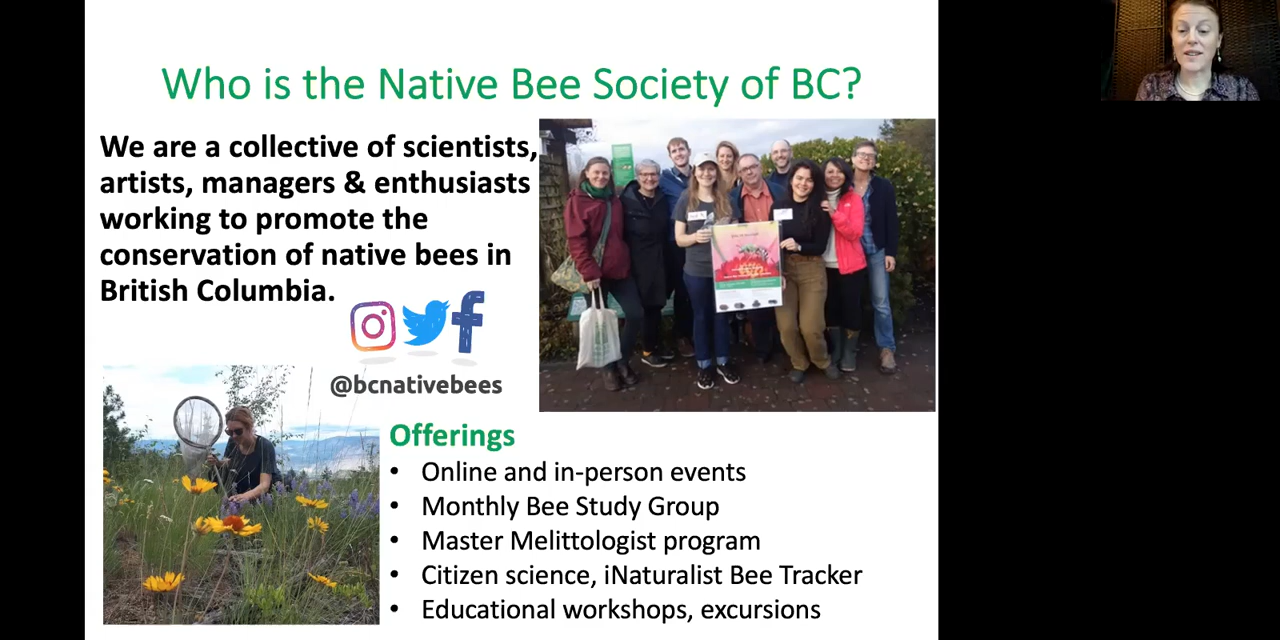 Who is the Native Bee Society of BC?
We are a collective of scientists,
artists, managers & enthusiasts
working to promote the
conservation of native bees in
British Columbia.
@bcnativebees
Offerings
• Online and in-person events
• Monthly Bee Study Group
• Master Melittologist program
• Citizen science, iNaturalist Bee Tracker
• Educational workshops, excursions